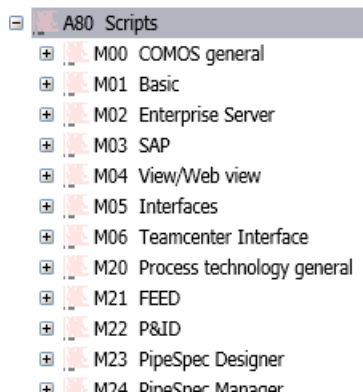 A80 Scripts
M00 COMOS general
M01 Basic
M02 Enterprise Server
M03 SAP
M04 View/Web view
M05 Interfaces
M06 Teamcenter Interface
M20 Process technology general
M21 FEED
M22 P&ID
M23 PipeSpec Designer
M24 PipeSpec Manager